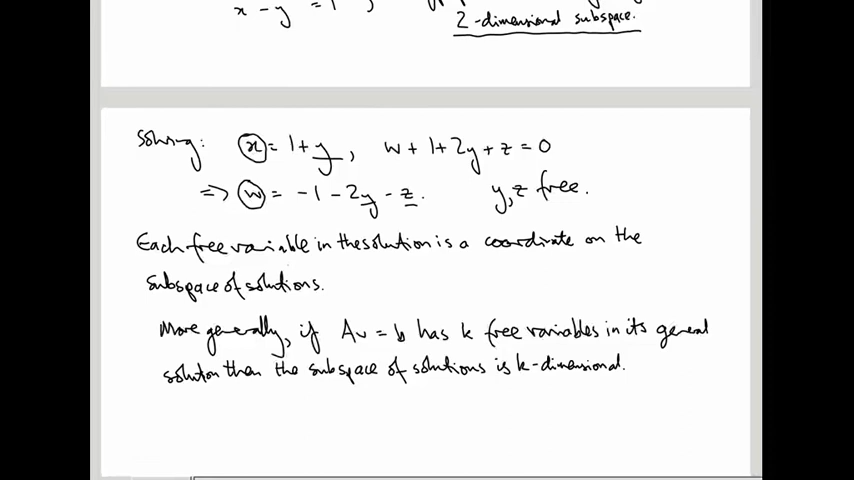 x - y = 1
2-dimensional subspace.
Solving: x = 1 + y, w + 1 + 2y + z = 0
=> w = -1 - 2y - z. y, z free.
Each free variable in the solution is a coordinate on the
subspace of solutions.
More generally, if Av = b has k free variables in its general
solution then the subspace of solutions is k-dimensional.